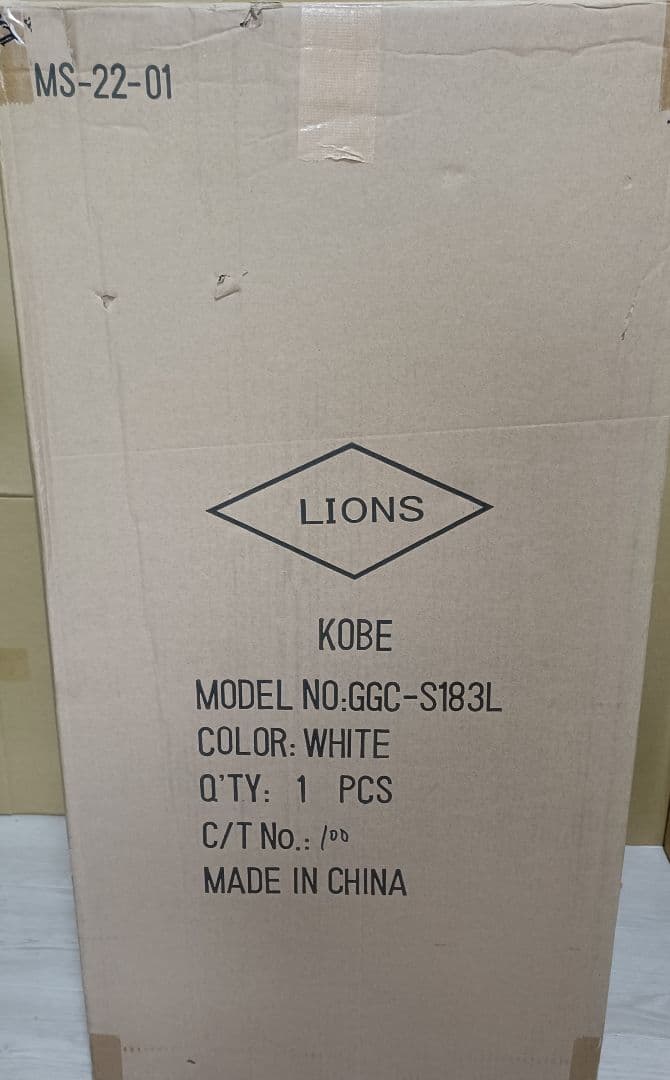 MS-22-01
LIONS
KOBE
MODEL NO.:GGC-S183L
COLOR: WHITE
Q'TY: 1 PCS
C/T No.: 100
MADE IN CHINA